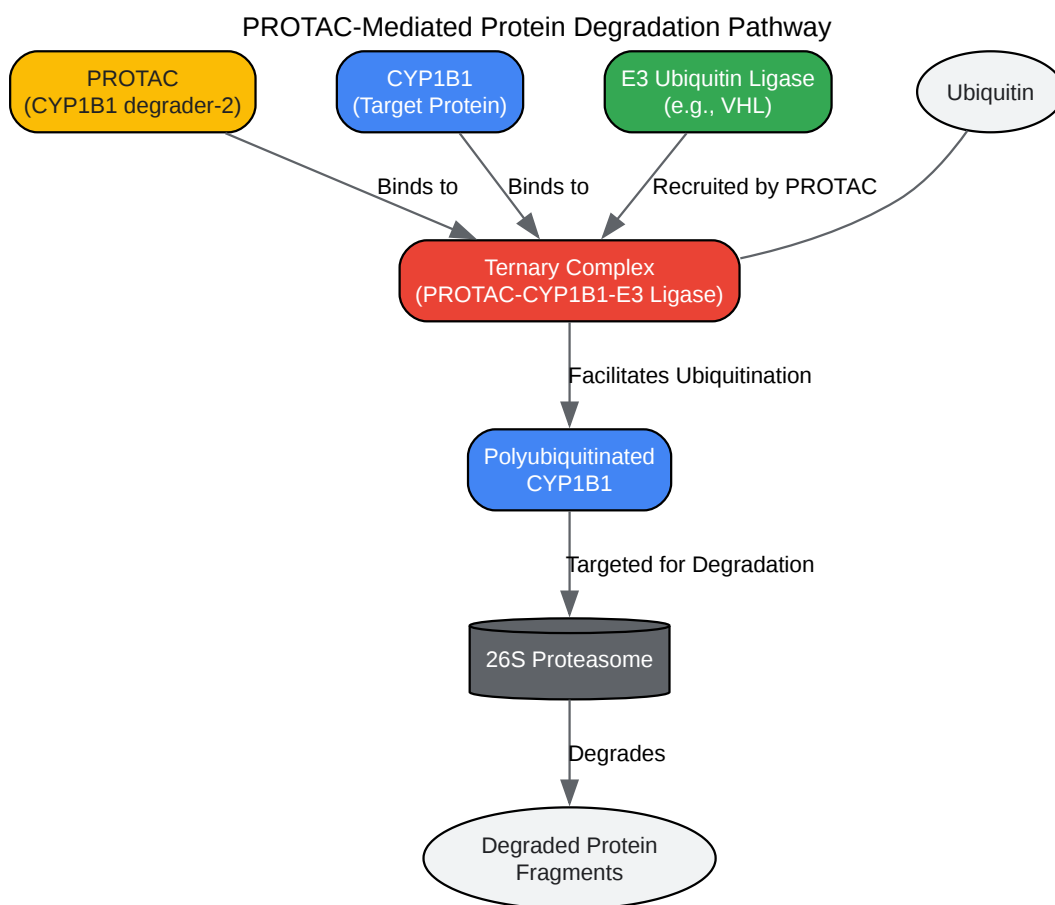 PROTAC-Mediated Protein Degradation Pathway
PROTAC
(CYP1B1 degrader-2)
CYP1B1
(Target Protein)
E3 Ubiquitin Ligase
(e.g., VHL)
Ubiquitin
Binds to
Binds to
Recruited by PROTAC
Ternary Complex
(PROTAC-CYP1B1-E3 Ligase)
Facilitates Ubiquitination
Polyubiquitinated
CYP1B1
Targeted for Degradation
26S Proteasome
Degrades
Degraded Protein
Fragments